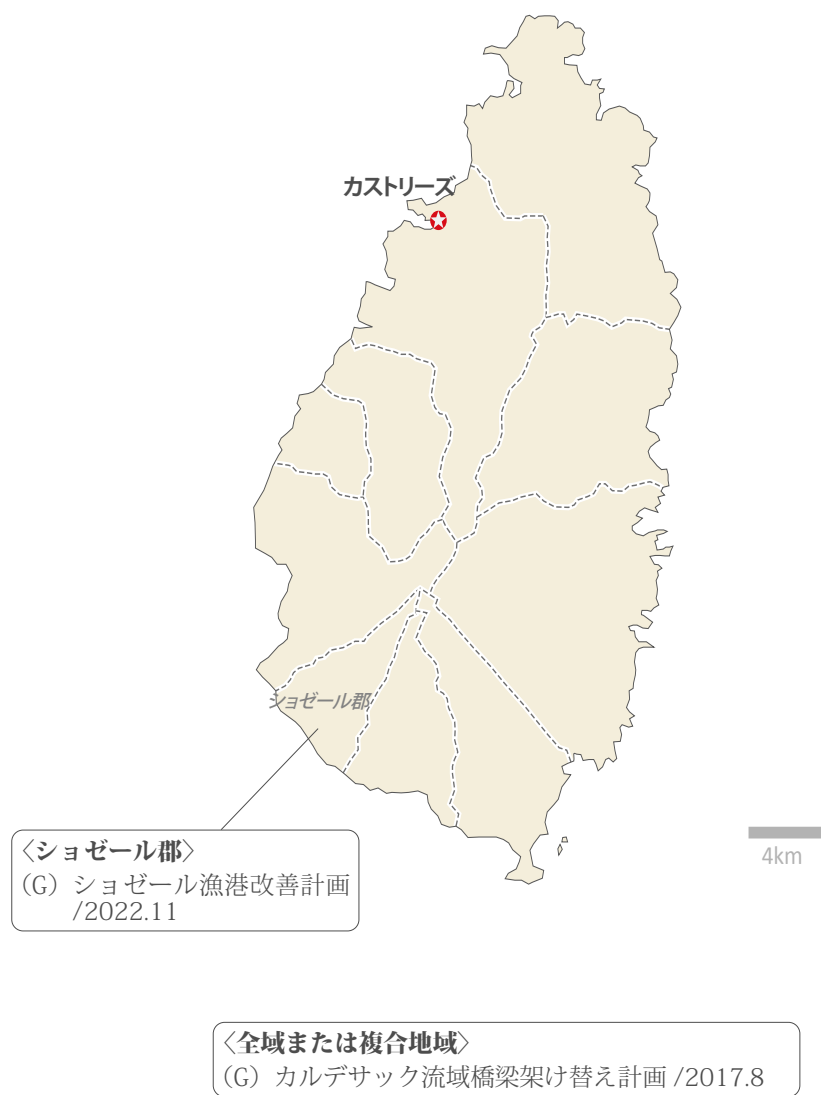 カストリーズ
ショゼール郡
〈ショゼール郡〉
(G) ショゼール漁港改善計画
/2022.11
4km
〈全域または複合地域〉
(G) カルデサック流域橋梁架け替え計画 /2017.8